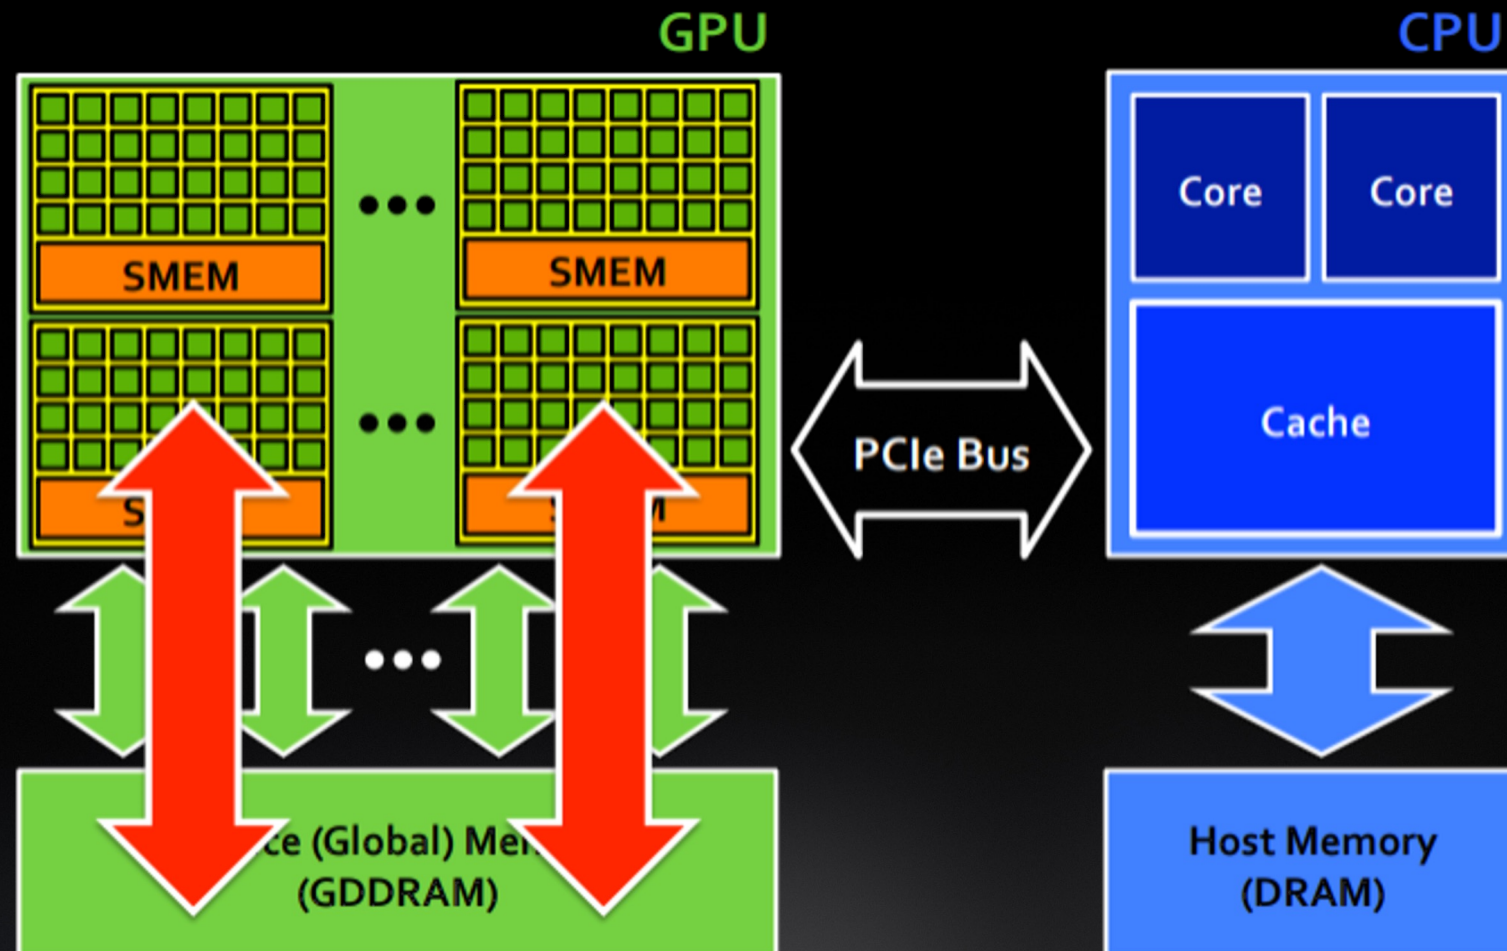 GPU
CPU
SMEM
SMEM
Core
Core
PCIe Bus
Cache
(Global)
(GDDRAM)
Host Memory
(DRAM)